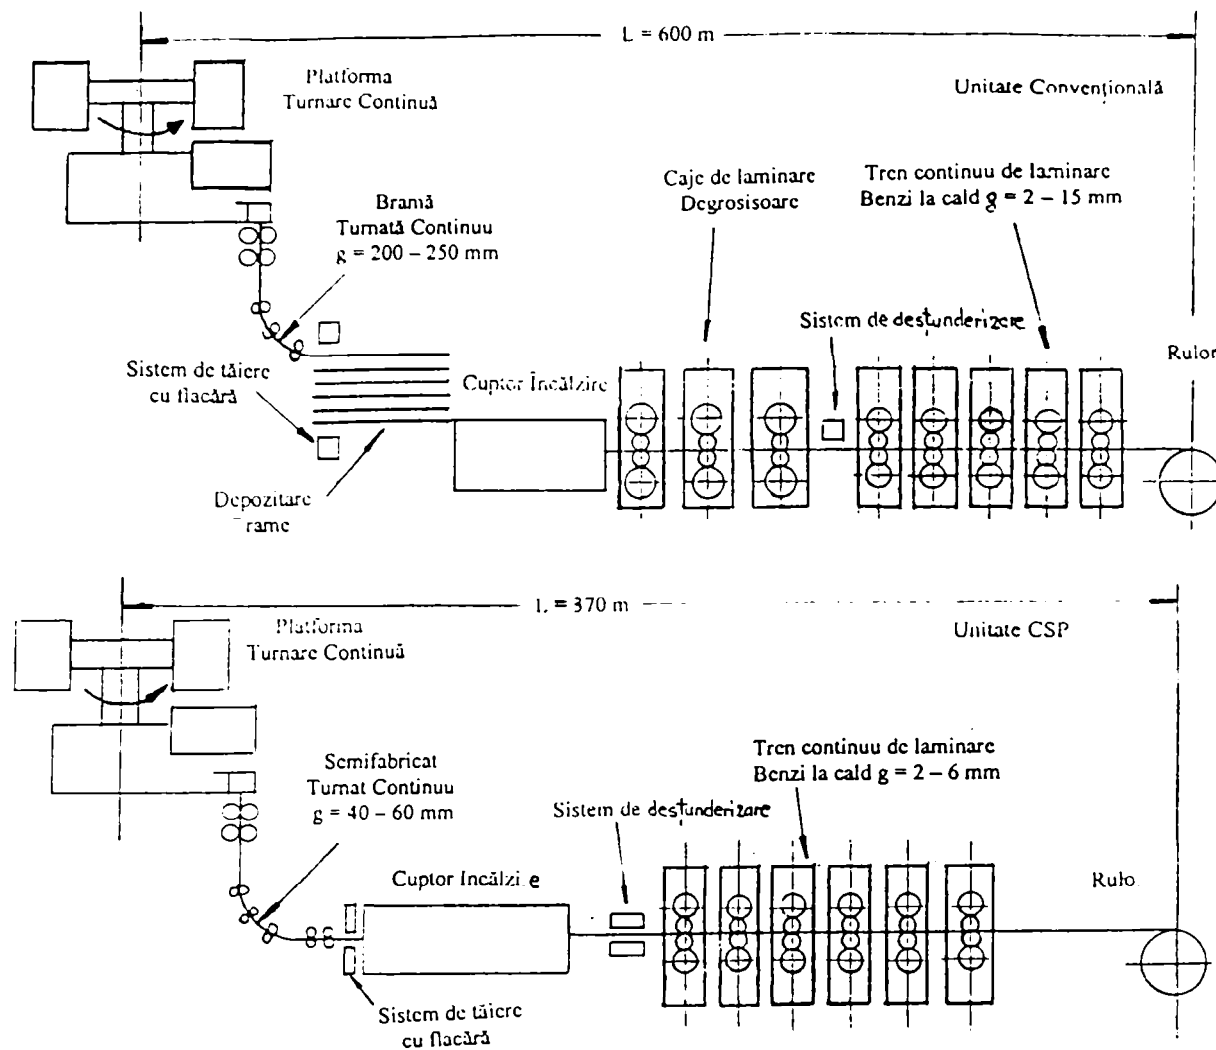 L = 600 m
Platforma
Turnare Continuă
Unitate Convențională
Caje de laminare
Degrosisoare
Tren continuu de laminare
Benzi la cald g = 2 – 15 mm
Bramă
Turnată Continuu
g = 200 – 250 mm
Sistem de destunderizare
Rulor
Sistem de tăiere
cu flacără
Cuptor Încălzire
Depozitare
L = 370 m
Platforma
Turnare Continuă
Unitate CSP
Semifabricat
Turnat Continuu
g = 40 – 60 mm
Tren continuu de laminare
Benzi la cald g = 2 – 6 mm
Sistem de destunderizare
Cuptor
Rulo
Sistem de tăiere
cu flacără